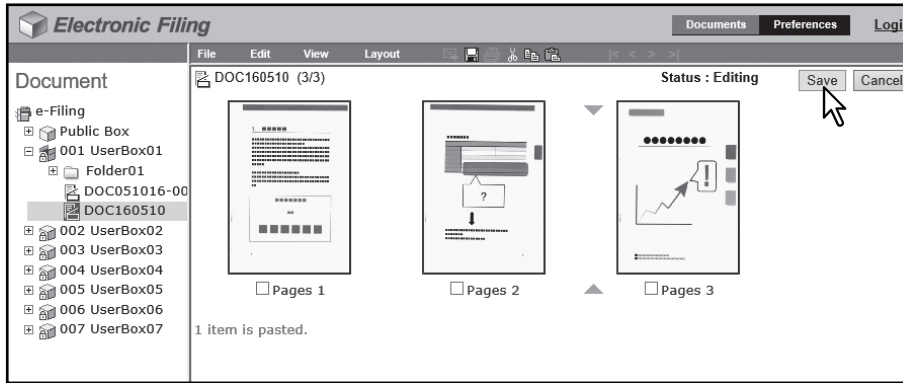 Electronic Filing
Documents Preferences Logi
File Edit View Layout |< < > >|
Document
DOC160510 (3/3) Status : Editing Save Cancel
e-Filing
Public Box
001 UserBox01
Folder01
DOC051016-00
DOC160510
002 UserBox02
003 UserBox03
004 UserBox04
005 UserBox05
006 UserBox06
007 UserBox07
1.
?
!
Pages 1 Pages 2 Pages 3
1 item is pasted.